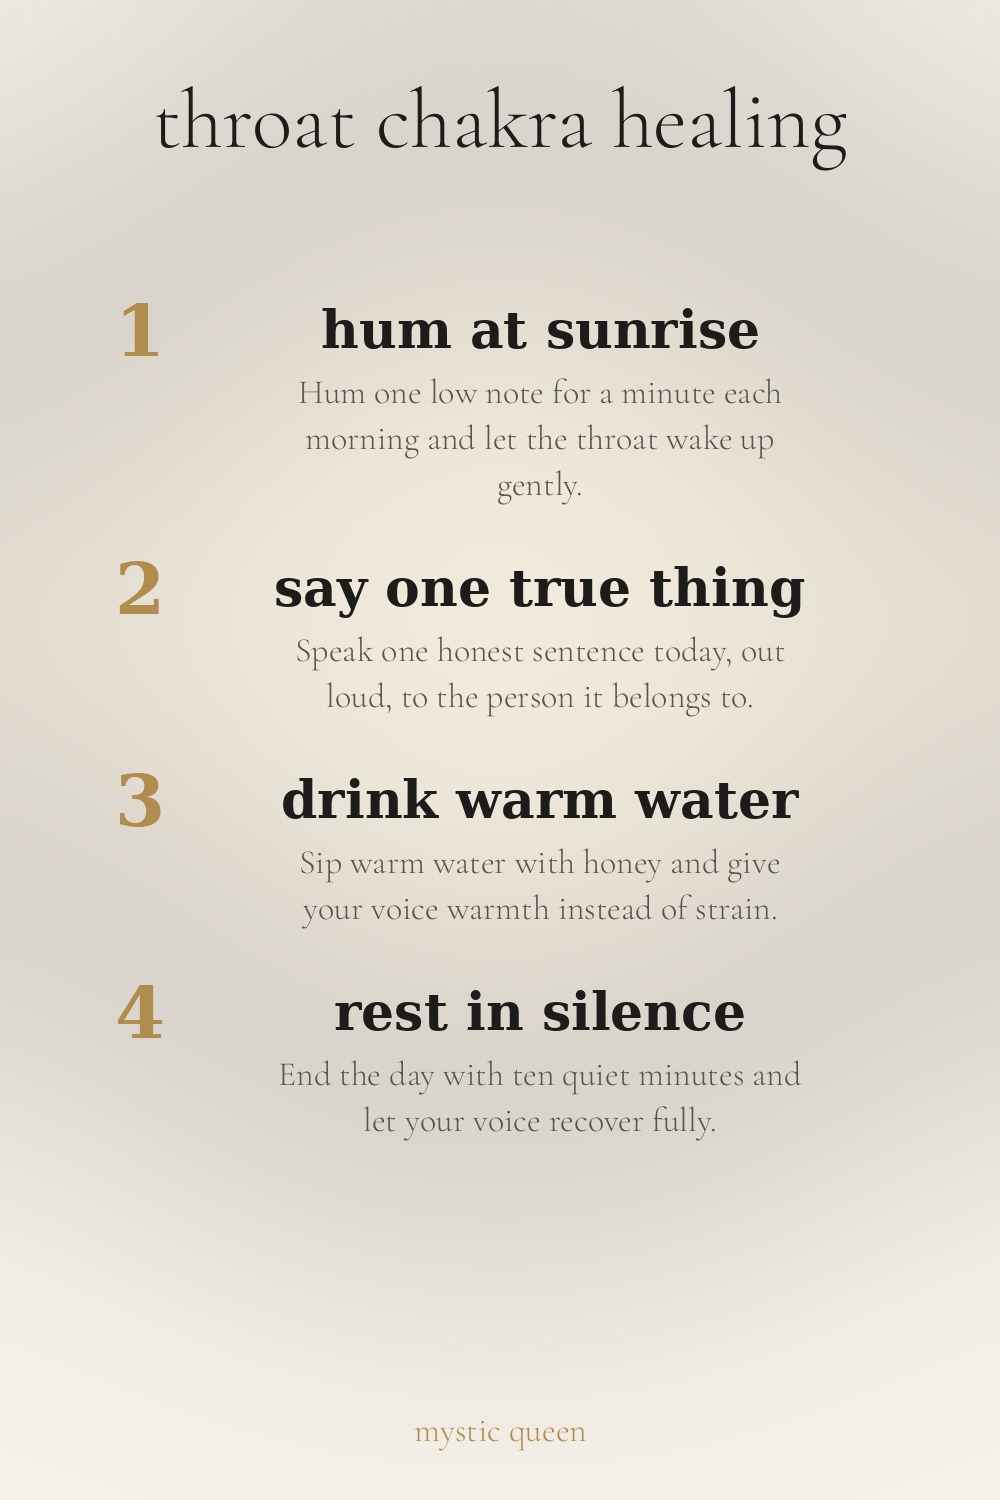 throat chakra healing
1
hum at sunrise
Hum one low note for a minute each
morning and let the throat wake up
gently.
2
say one true thing
Speak one honest sentence today, out
loud, to the person it belongs to.
3
drink warm water
Sip warm water with honey and give
your voice warmth instead of strain.
4
rest in silence
End the day with ten quiet minutes and
let your voice recover fully.
mystic queen